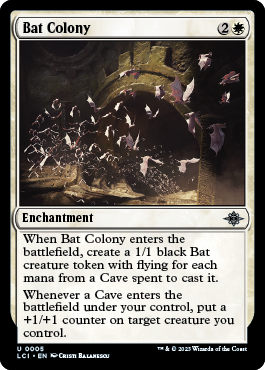 Bat Colony 2
Enchantment
When Bat Colony enters the
battlefield, create a 1/1 black Bat
creature token with flying for each
mana from a Cave spent to cast it.
Whenever a Cave enters the
battlefield under your control, put a
+1/+1 counter on target creature you
control.
U 0005
LCI • EN Cristi Balanescu
™ & © 2023 Wizards of the Coast